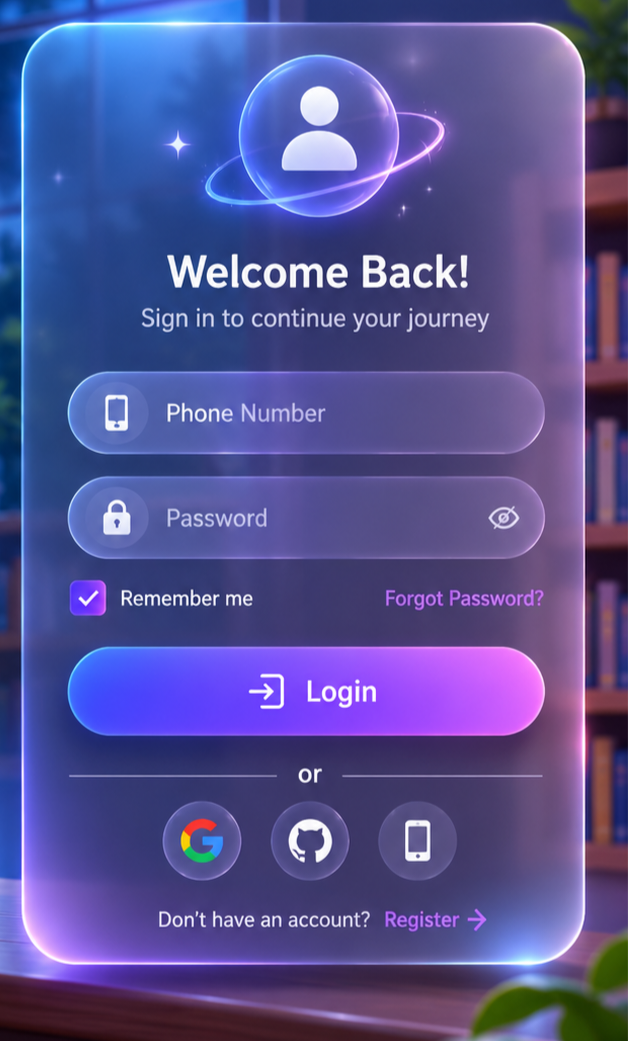 Welcome Back!
Sign in to continue your journey
Phone Number
Password
Remember me
Forgot Password?
Login
or
Don't have an account? Register